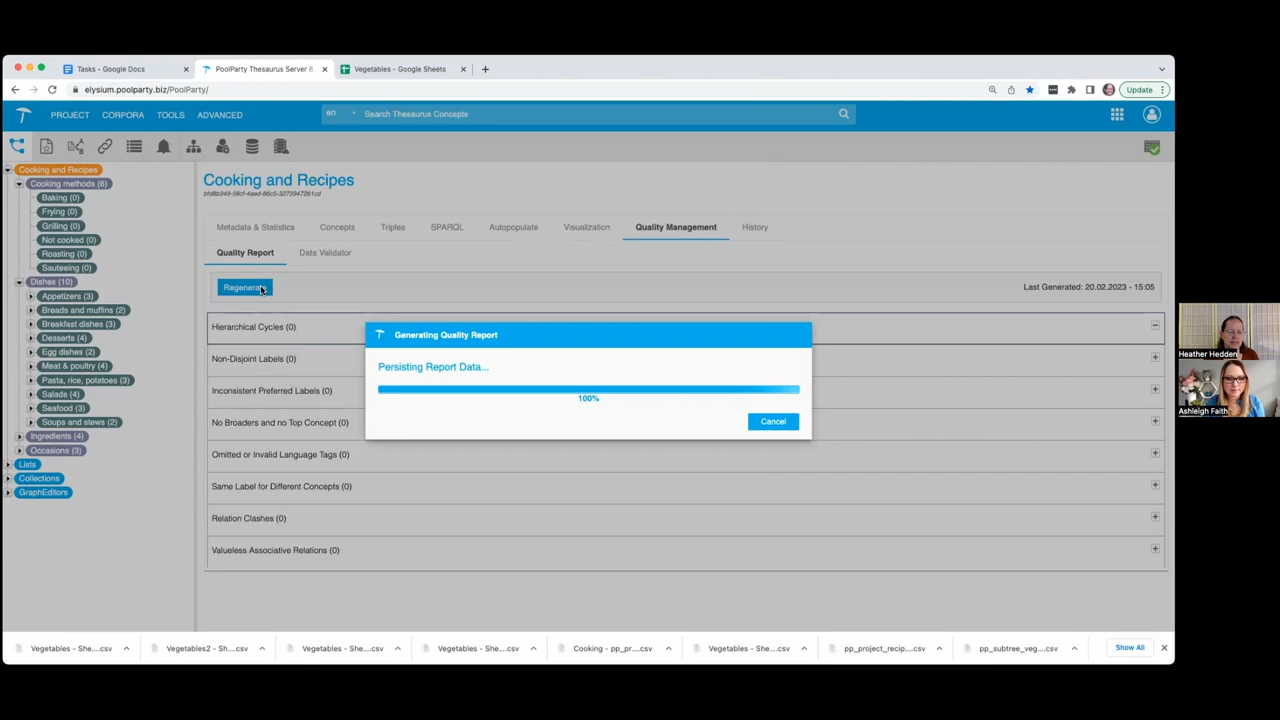 Tasks - Google Docs
PoolParty Thesaurus Server 8
Vegetables - Google Sheets
elysium.poolparty.biz/PoolParty/
Update
PROJECT
CORPORA
TOOLS
ADVANCED
en
Search Thesaurus Concepts
Cooking and Recipes
Cooking methods (6)
Baking (0)
Frying (0)
Grilling (0)
Not cooked (0)
Roasting (0)
Sauteeing (0)
Dishes (10)
Appetizers (3)
Breads and muffins (2)
Breakfast dishes (3)
Desserts (4)
Egg dishes (2)
Meat & poultry (4)
Pasta, rice, potatoes (3)
Salads (4)
Seafood (3)
Soups and stews (2)
Ingredients (4)
Occasions (3)
Lists
Collections
GraphEditors
Cooking and Recipes
Metadata & Statistics
Concepts
Triples
SPARQL
Autopopulate
Visualization
Quality Management
History
Quality Report
Data Validator
Regenerate
Last Generated: 20.02.2023 - 15:05
Hierarchical Cycles (0)
Non-Disjoint Labels (0)
Inconsistent Preferred Labels (0)
No Broaders and no Top Concept (0)
Omitted or Invalid Language Tags (0)
Same Label for Different Concepts (0)
Relation Clashes (0)
Valueless Associative Relations (0)
Generating Quality Report
Persisting Report Data...
100%
Cancel
Heather Hedden
Ashleigh Faith
Vegetables - She....csv
Vegetables2 - Sh....csv
Vegetables - She....csv
Vegetables - She....csv
Cooking - pp_pr....csv
Vegetables - She....csv
pp_project_recip....csv
pp_subtree_veg....csv
Show All